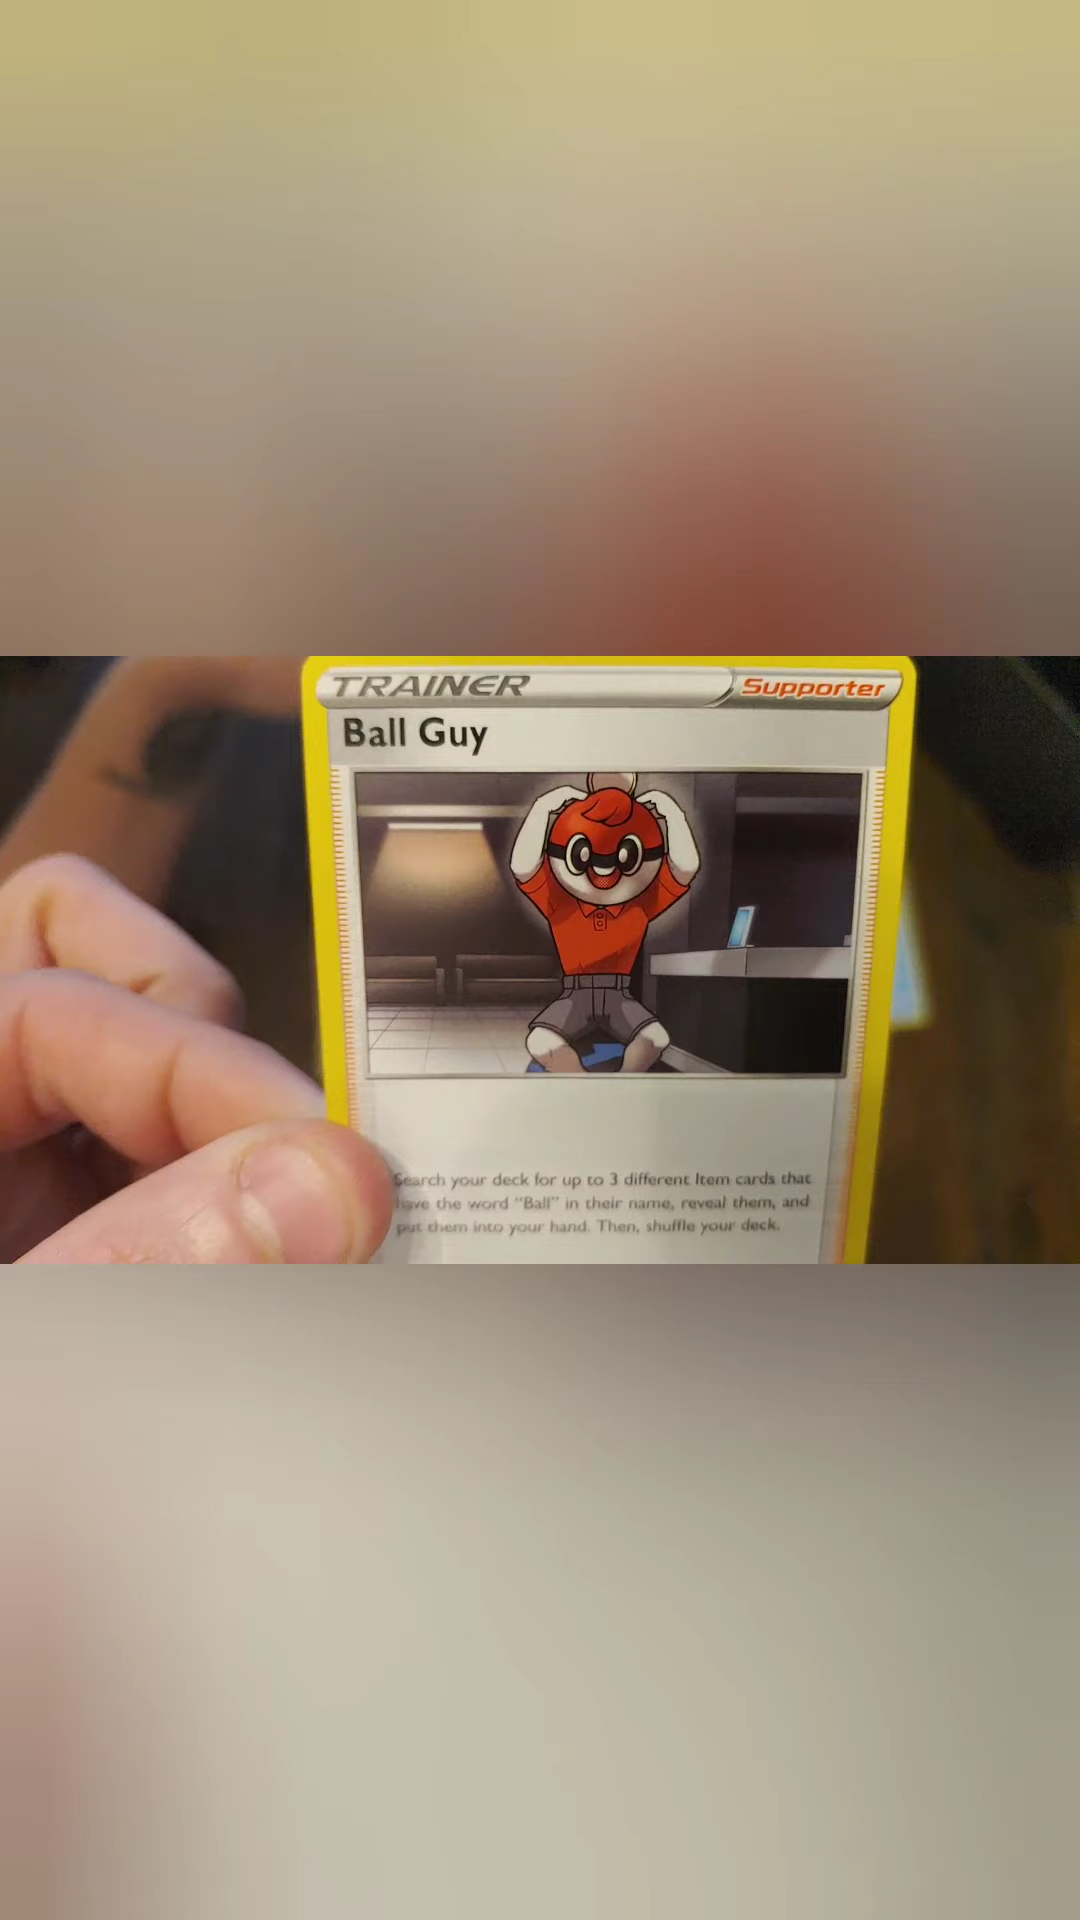 TRAINER Supporter
Ball Guy
Search your deck for up to 3 different Item cards that
have the word "Ball" in their name, reveal them, and
put them into your hand. Then, shuffle your deck.